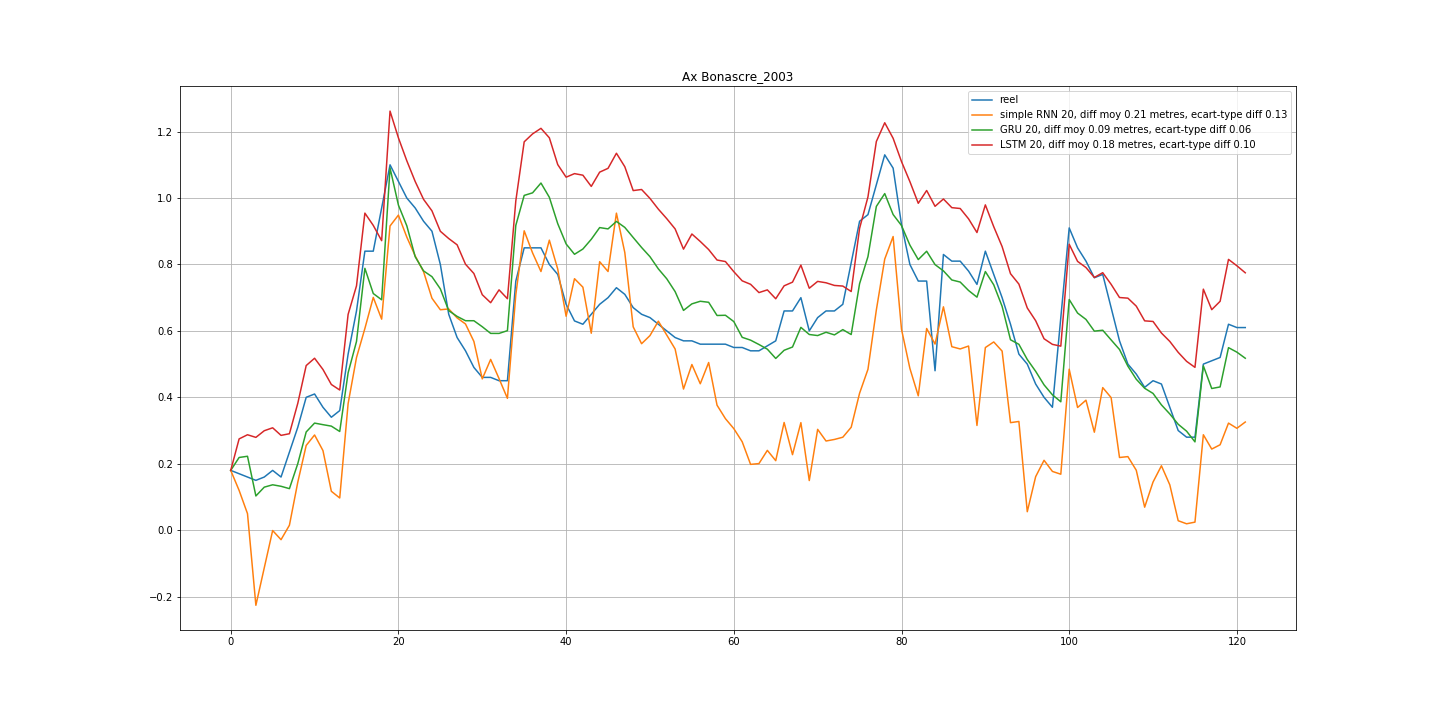 Ax Bonascre_2003
reel
simple RNN 20, diff moy 0.21 metres, ecart-type diff 0.13
GRU 20, diff moy 0.09 metres, ecart-type diff 0.06
LSTM 20, diff moy 0.18 metres, ecart-type diff 0.10
1.2
1.0
0.8
0.6
0.4
0.2
0.0
−0.2
0 20 40 60 80 100 120